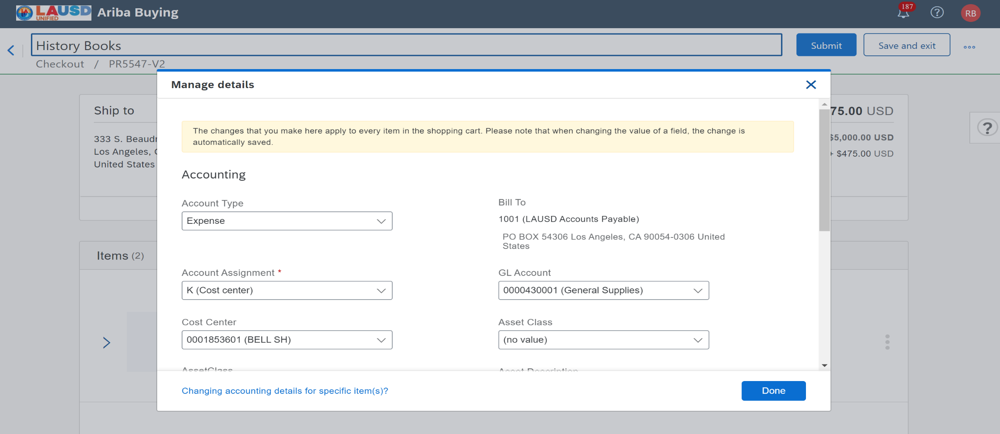 LAUSD
UNIFIED
Ariba Buying
187
RB
History Books
Submit
Save and exit
Checkout / PR5547-V2
Manage details
Ship to
333 S. Beaud
Los Angeles,
United States
75.00 USD
$5,000.00 USD
+ $475.00 USD
?
The changes that you make here apply to every item in the shopping cart. Please note that when changing the value of a field, the change is
automatically saved.
Accounting
Account Type
Expense
Bill To
1001 (LAUSD Accounts Payable)
PO BOX 54306 Los Angeles, CA 90054-0306 United
States
Items (2)
Account Assignment *
K (Cost center)
GL Account
0000430001 (General Supplies)
Cost Center
0001853601 (BELL SH)
Asset Class
(no value)
AssetClass
Asset Description
Changing accounting details for specific item(s)?
Done